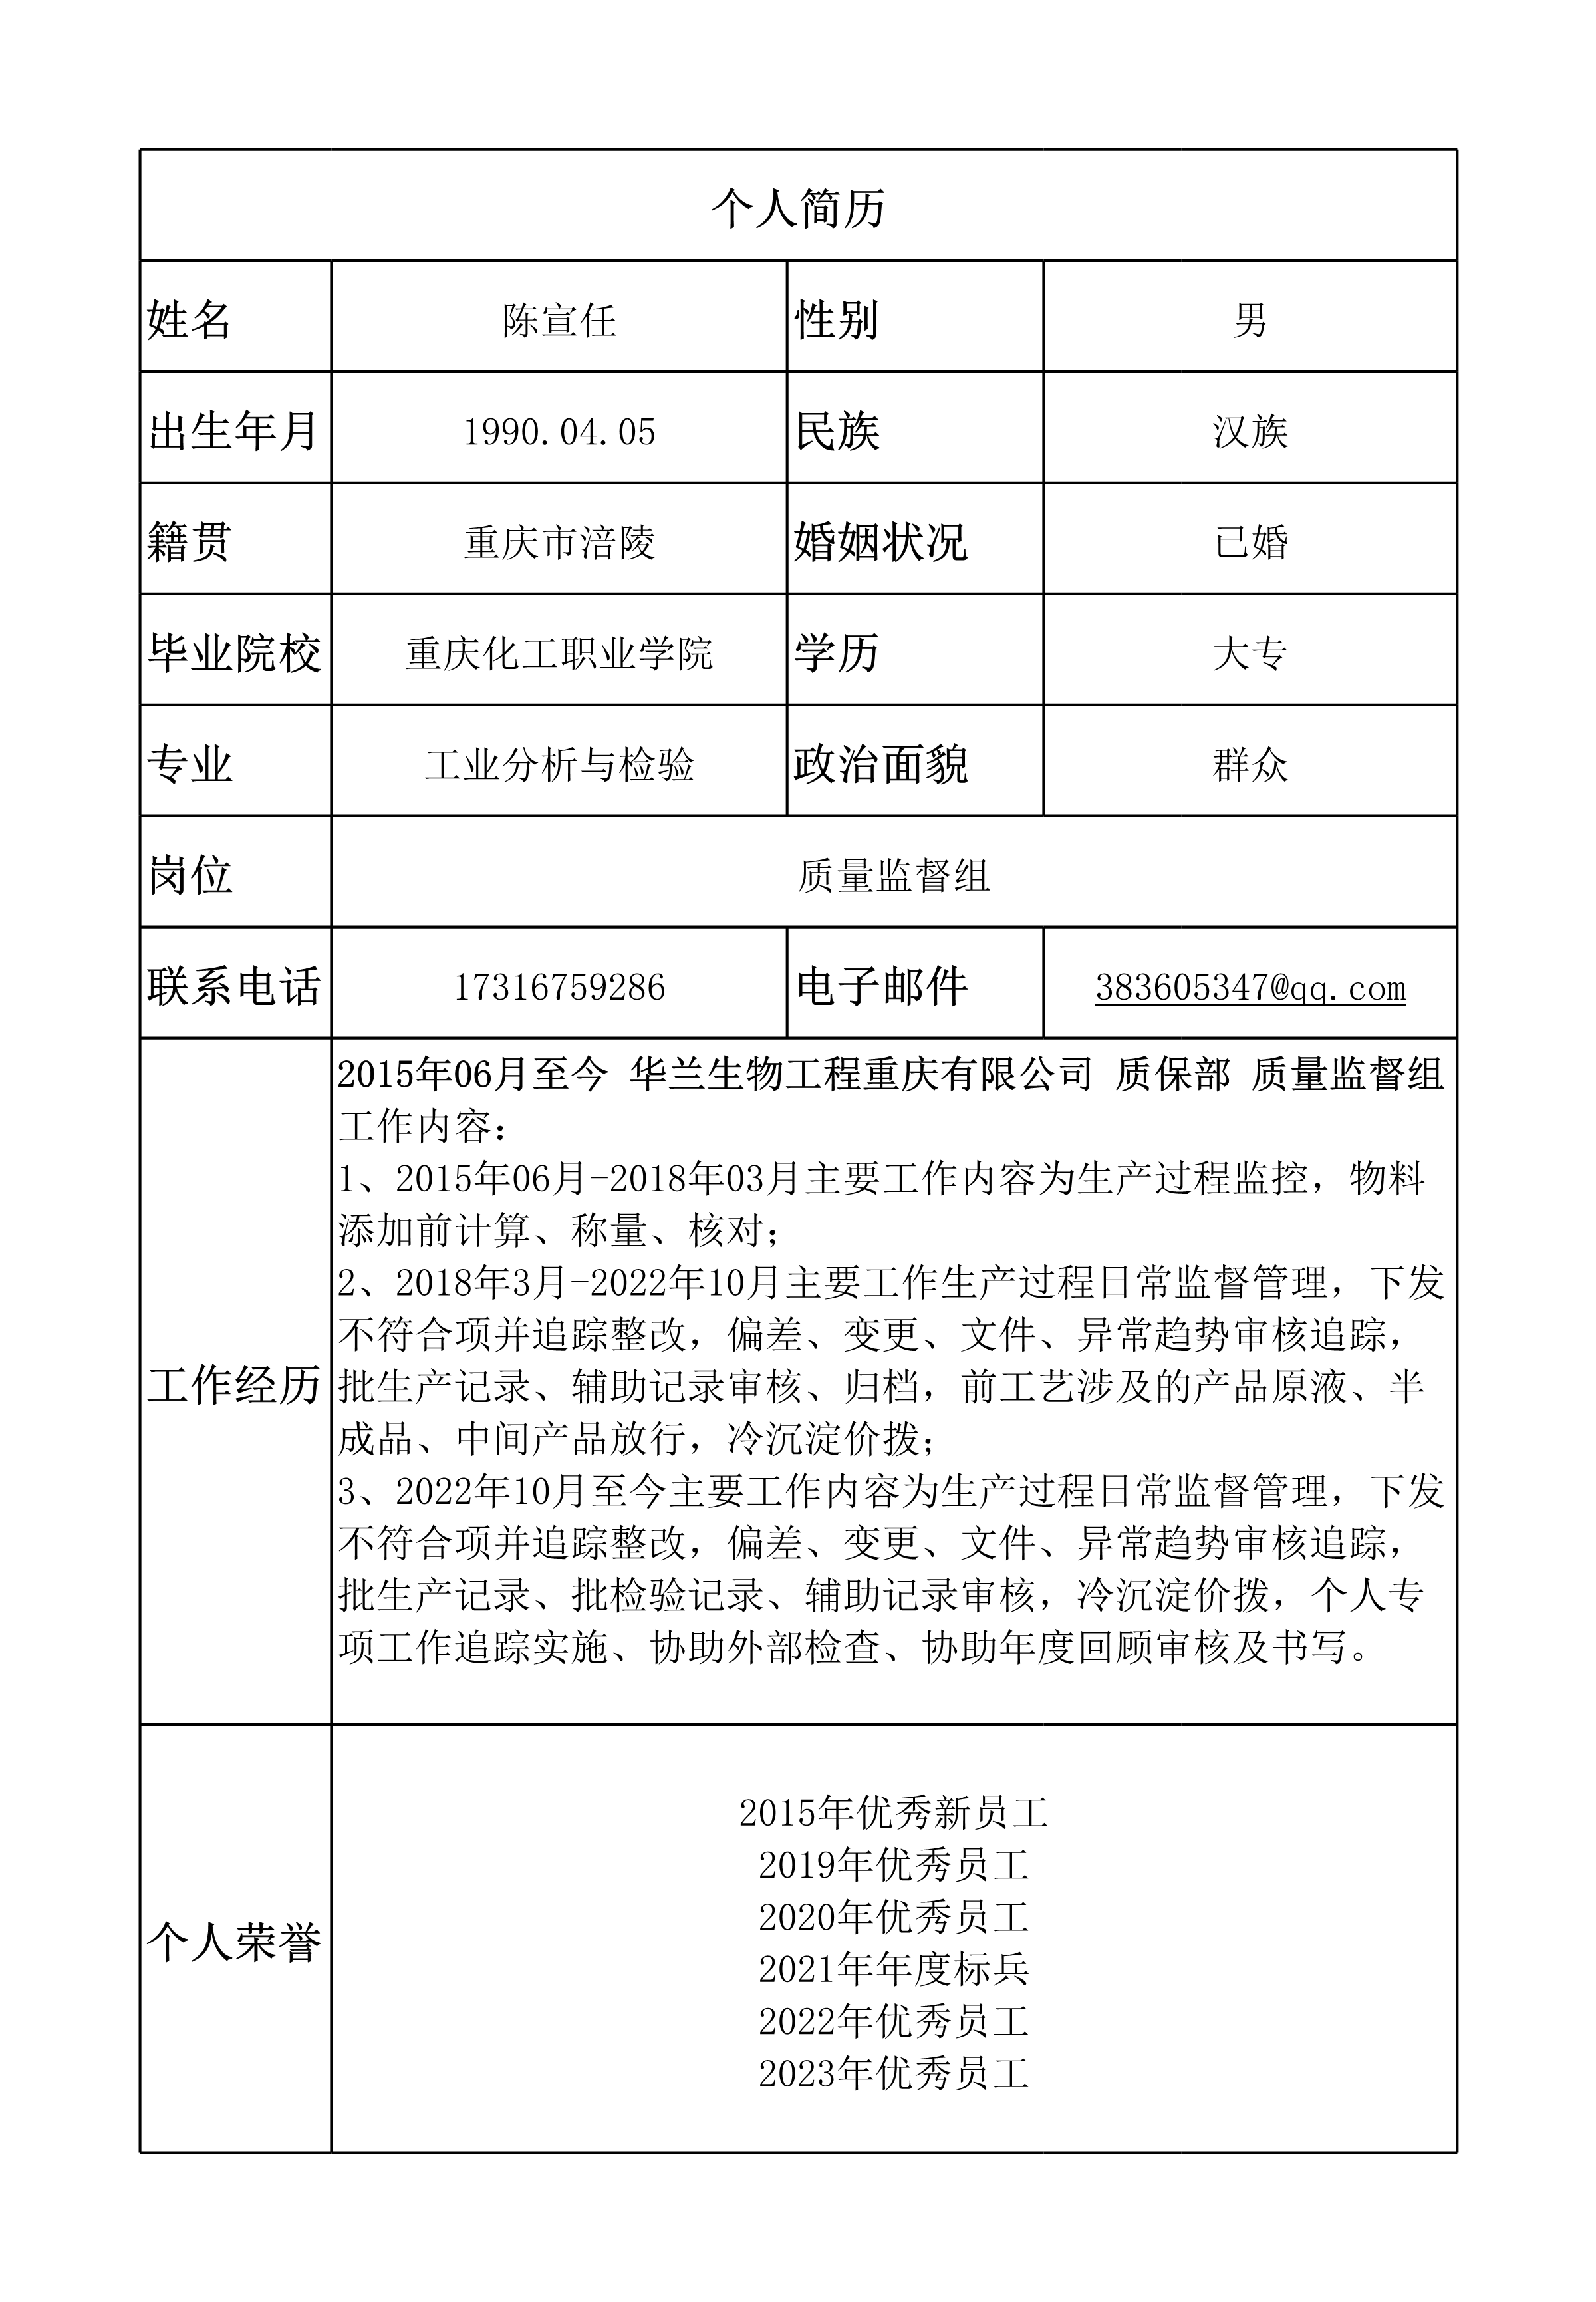 个人简历
姓名 陈宣任 性别 男
出生年月 1990.04.05 民族 汉族
籍贯 重庆市涪陵 婚姻状况 已婚
毕业院校 重庆化工职业学院 学历 大专
专业 工业分析与检验 政治面貌 群众
岗位 质量监督组
联系电话 17316759286 电子邮件 383605347@qq.com
工作经历
2015年06月至今 华兰生物工程重庆有限公司 质保部 质量监督组
工作内容：
1、2015年06月-2018年03月主要工作内容为生产过程监控，物料
添加前计算、称量、核对；
2、2018年3月-2022年10月主要工作生产过程日常监督管理，下发
不符合项并追踪整改，偏差、变更、文件、异常趋势审核追踪，
批生产记录、辅助记录审核、归档，前工艺涉及的产品原液、半
成品、中间产品放行，冷沉淀价拨；
3、2022年10月至今主要工作内容为生产过程日常监督管理，下发
不符合项并追踪整改，偏差、变更、文件、异常趋势审核追踪，
批生产记录、批检验记录、辅助记录审核，冷沉淀价拨，个人专
项工作追踪实施、协助外部检查、协助年度回顾审核及书写。
个人荣誉
2015年优秀新员工
2019年优秀员工
2020年优秀员工
2021年年度标兵
2022年优秀员工
2023年优秀员工